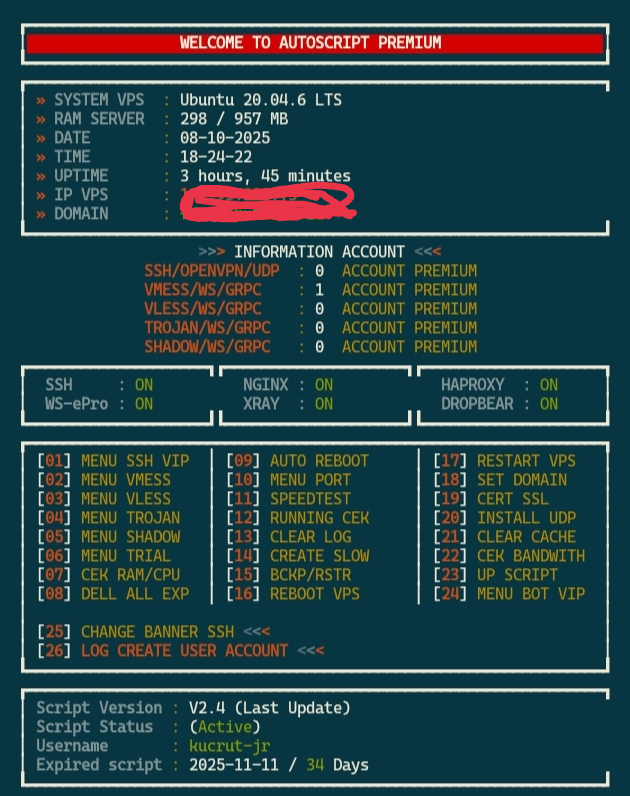 WELCOME TO AUTOSCRIPT PREMIUM
» SYSTEM VPS : Ubuntu 20.04.6 LTS
» RAM SERVER : 298 / 957 MB
» DATE : 08-10-2025
» TIME : 18-24-22
» UPTIME : 3 hours, 45 minutes
» IP VPS :
» DOMAIN :
>>> INFORMATION ACCOUNT <<<
SSH/OPENVPN/UDP : 0 ACCOUNT PREMIUM
VMESS/WS/GRPC : 1 ACCOUNT PREMIUM
VLESS/WS/GRPC : 0 ACCOUNT PREMIUM
TROJAN/WS/GRPC : 0 ACCOUNT PREMIUM
SHADOW/WS/GRPC : 0 ACCOUNT PREMIUM
SSH : ON NGINX : ON HAPROXY : ON
WS-ePro : ON XRAY : ON DROPBEAR : ON
[01] MENU SSH VIP [09] AUTO REBOOT [17] RESTART VPS
[02] MENU VMESS [10] MENU PORT [18] SET DOMAIN
[03] MENU VLESS [11] SPEEDTEST [19] CERT SSL
[04] MENU TROJAN [12] RUNNING CEK [20] INSTALL UDP
[05] MENU SHADOW [13] CLEAR LOG [21] CLEAR CACHE
[06] MENU TRIAL [14] CREATE SLOW [22] CEK BANDWITH
[07] CEK RAM/CPU [15] BCKP/RSTR [23] UP SCRIPT
[08] DELL ALL EXP [16] REBOOT VPS [24] MENU BOT VIP
[25] CHANGE BANNER SSH <<<
[26] LOG CREATE USER ACCOUNT <<<
Script Version : V2.4 (Last Update)
Script Status : (Active)
Username : kucrut-jr
Expired script : 2025-11-11 / 34 Days